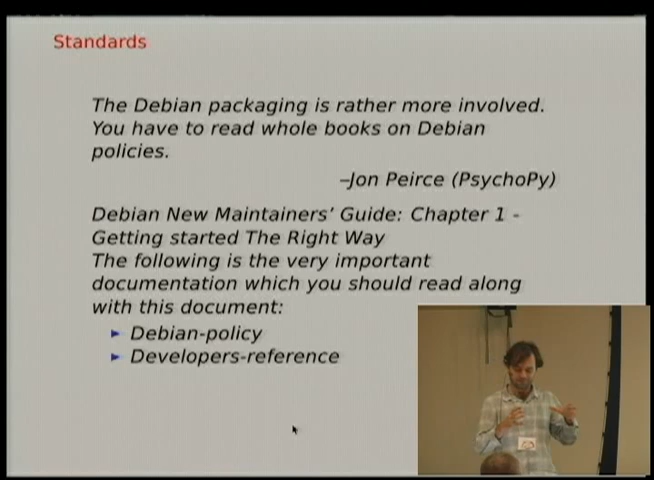 Standards
The Debian packaging is rather more involved.
You have to read whole books on Debian
policies.
–Jon Peirce (PsychoPy)
Debian New Maintainers' Guide: Chapter 1 -
Getting started The Right Way
The following is the very important
documentation which you should read along
with this document:
► Debian-policy
► Developers-reference